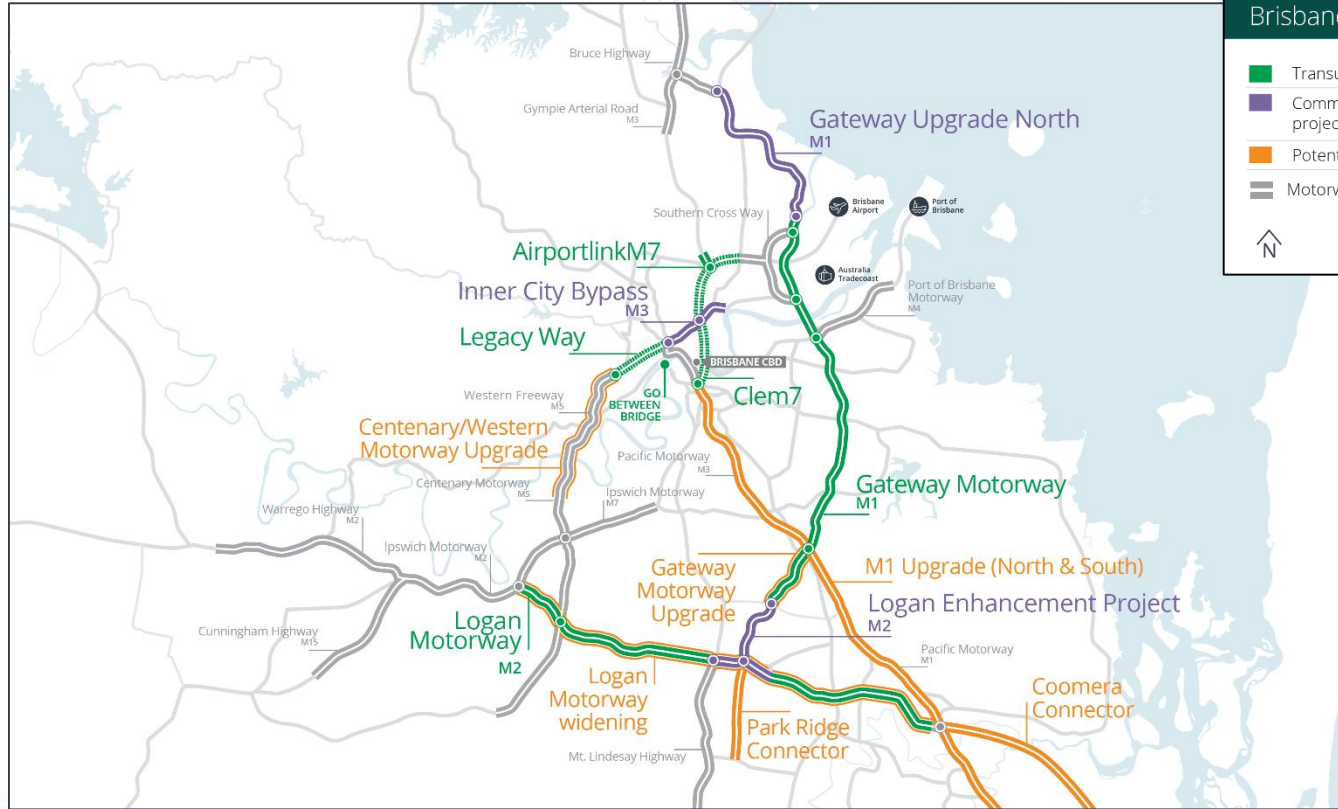 Brisbane
Transu
Comm
projec
Potent
Motorw
N
Bruce Highway
Gympie Arterial Road
M3
Gateway Upgrade North
M1
Southern Cross Way
Brisbane
Airport
Port of
Brisbane
AirportlinkM7
Australia
Tradecoast
Inner City Bypass
M3
Port of Brisbane
Motorway
M4
Legacy Way
BRISBANE CBD
GO
BETWEEN
BRIDGE
Clem7
Western Freeway
M5
Centenary/Western
Motorway Upgrade
Pacific Motorway
M3
Centenary Motorway
M5
Gateway Motorway
M1
Ipswich Motorway
M7
Warrego Highway
M2
Ipswich Motorway
M2
Gateway
Motorway
Upgrade
M1 Upgrade (North & South)
Logan Enhancement Project
M2
Cunningham Highway
M15
Logan
Motorway
M2
Pacific Motorway
M1
Logan
Motorway
widening
Coomera
Connector
Park Ridge
Connector
Mt. Lindesay Highway